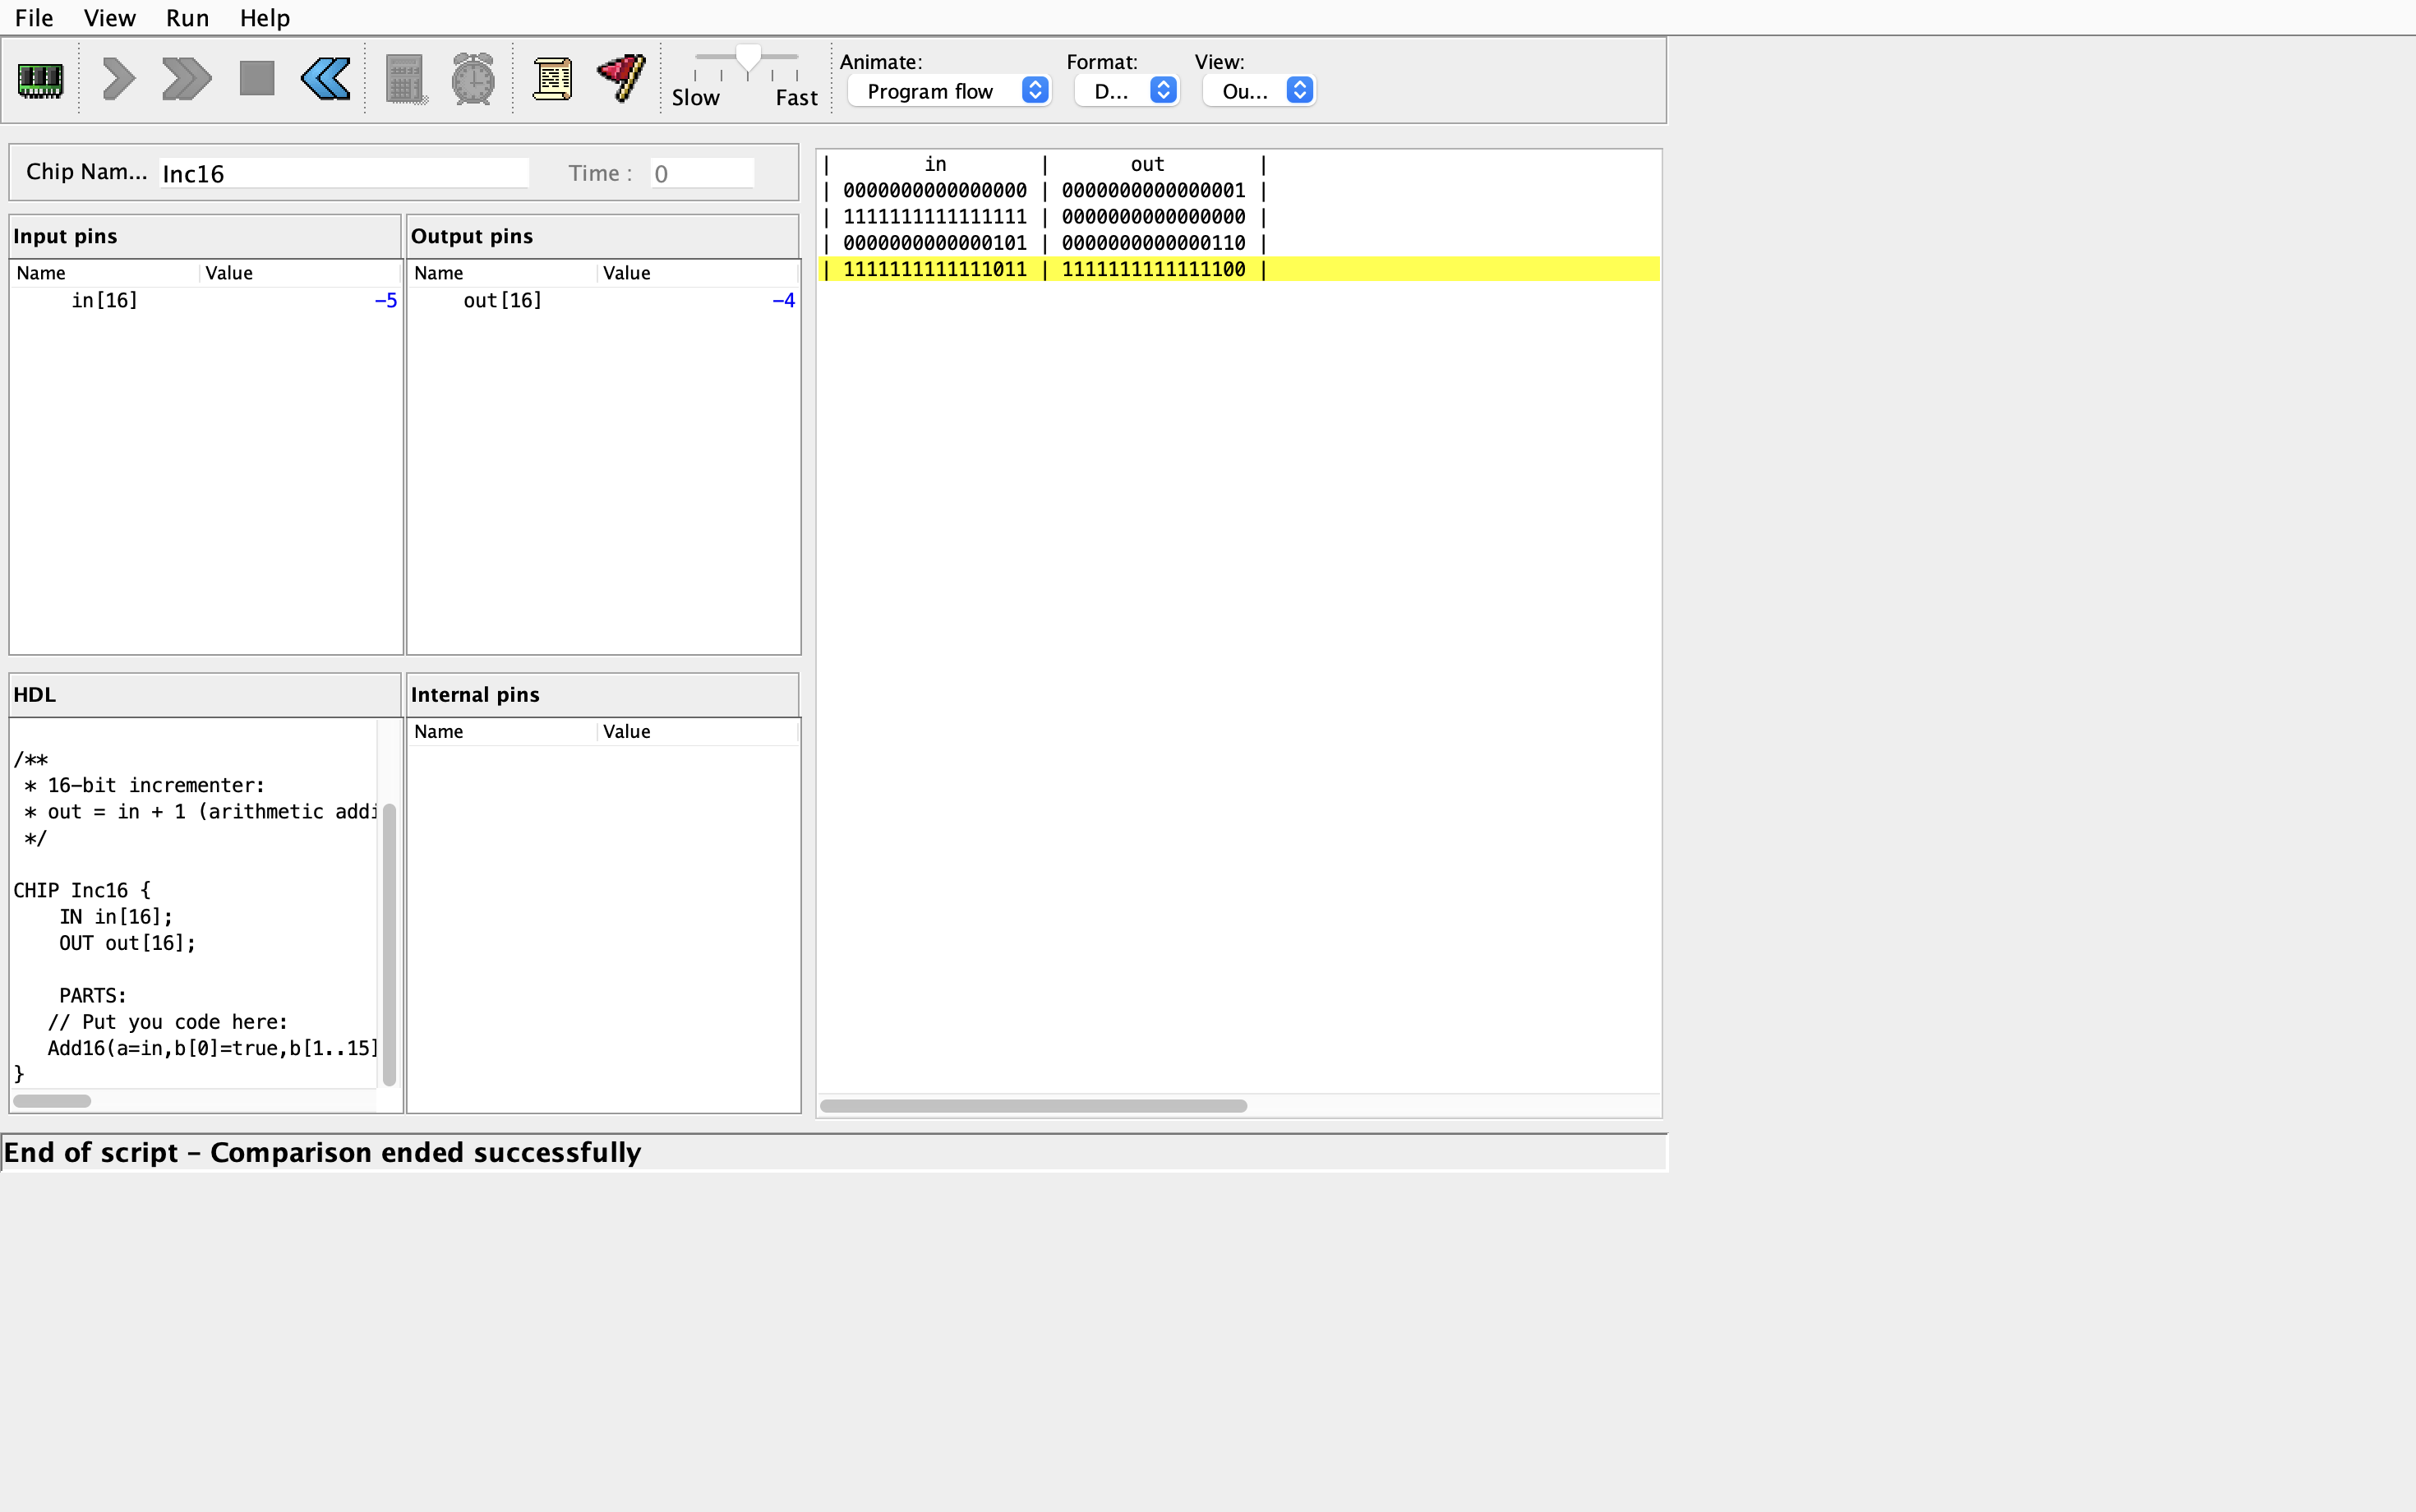 File View Run Help
Animate: Format: View:
Slow Fast Program flow D... Ou...
Chip Nam... Inc16 Time : 0
Input pins
Name Value
in[16] -5
Output pins
Name Value
out[16] -4
HDL
/**
 * 16-bit incrementer:
 * out = in + 1 (arithmetic addi
 */
CHIP Inc16 {
    IN in[16];
    OUT out[16];
    PARTS:
   // Put you code here:
   Add16(a=in,b[0]=true,b[1..15]
}
Internal pins
Name Value
| in | out |
| 0000000000000000 | 0000000000000001 |
| 1111111111111111 | 0000000000000000 |
| 0000000000000101 | 0000000000000110 |
| 1111111111111011 | 1111111111111100 |
End of script - Comparison ended successfully